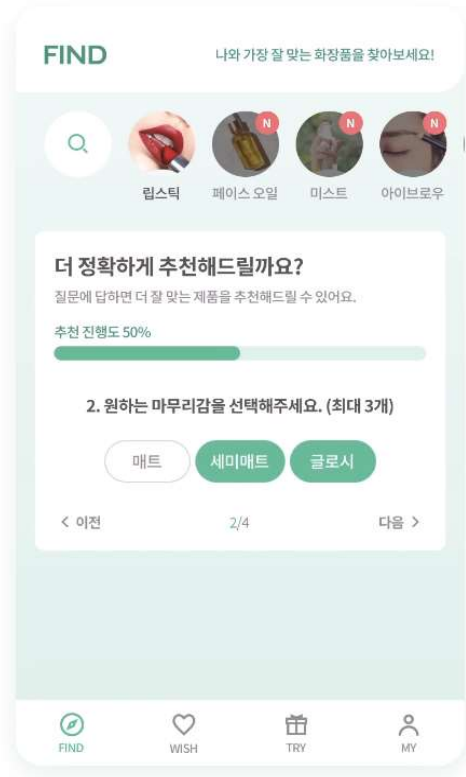 FIND
나와 가장 잘 맞는 화장품을 찾아보세요!
N N N
립스틱 페이스 오일 미스트 아이브로우
더 정확하게 추천해드릴까요?
질문에 답하면 더 잘 맞는 제품을 추천해드릴 수 있어요.
추천 진행도 50%
2. 원하는 마무리감을 선택해주세요. (최대 3개)
매트 세미매트 글로시
이전 2/4 다음
FIND WISH TRY MY